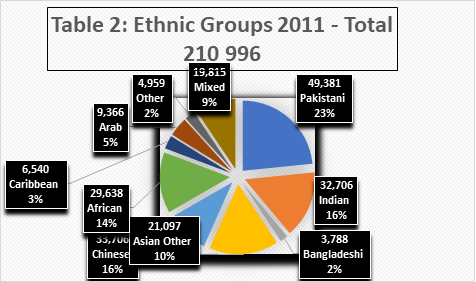 Table 2: Ethnic Groups 2011 - Total
210 996
49,381
Pakistani
23%
32,706
Indian
16%
3,788
Bangladeshi
2%
33,706
Chinese
16%
21,097
Asian Other
10%
29,638
African
14%
6,540
Caribbean
3%
9,366
Arab
5%
4,959
Other
2%
19,815
Mixed
9%